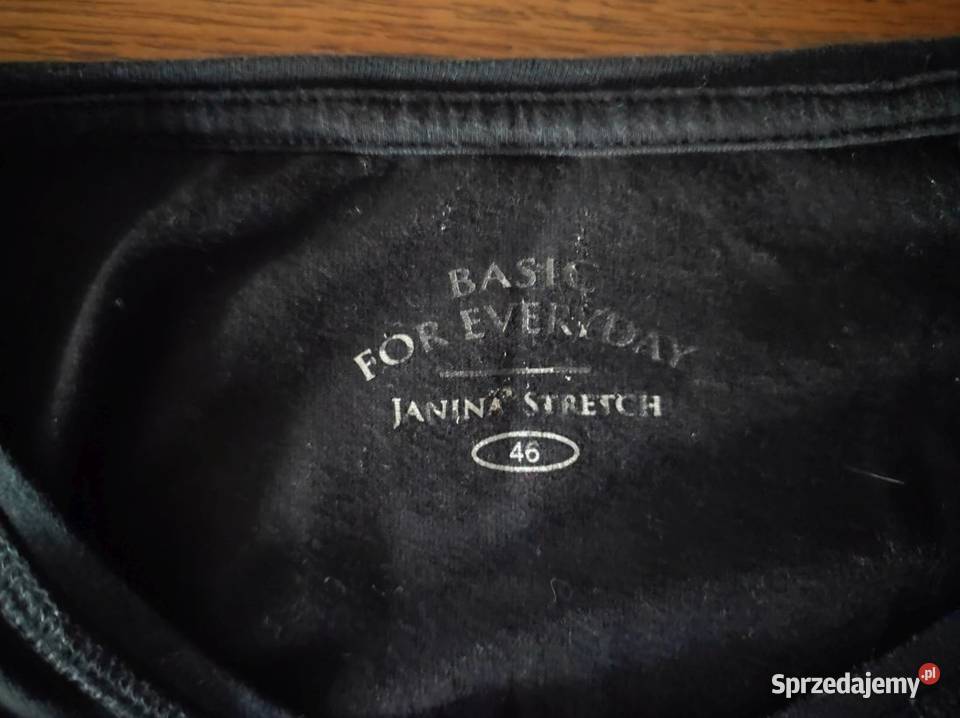 BASIC
FOR EVERYDAY
JANINA® STRETCH
46
Sprzedajemy.pl